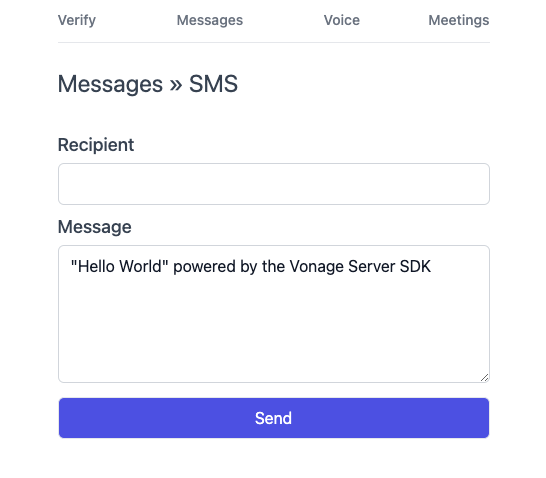 Verify Messages Voice Meetings
Messages » SMS
Recipient
Message
"Hello World" powered by the Vonage Server SDK
Send